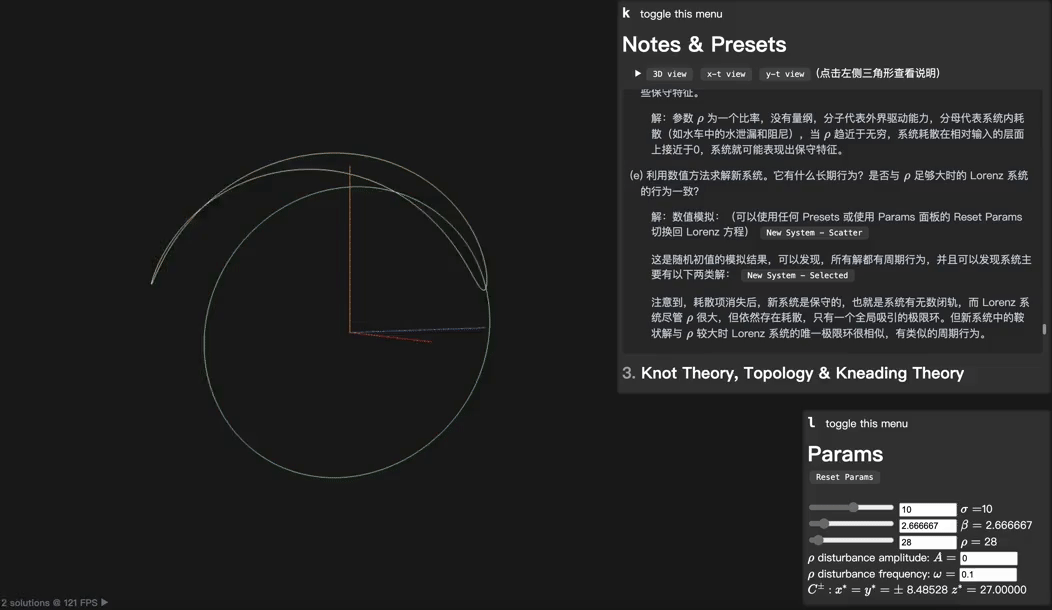 k toggle this menu
Notes & Presets
▶ 3D view x-t view y-t view (点击左侧三角形查看说明)
些保守特征。
解：参数 ρ 为一个比率，没有量纲，分子代表外界驱动能力，分母代表系统内耗
散（如水车中的水泄漏和阻尼），当 ρ 趋近于无穷，系统耗散在相对输入的层面
上接近于0，系统就可能表现出保守特征。
(e) 利用数值方法求解新系统。它有什么长期行为？是否与 ρ 足够大时的 Lorenz 系统
的行为一致?
解：数值模拟：（可以使用任何 Presets 或使用 Params 面板的 Reset Params
切换回 Lorenz 方程） New System - Scatter
这是随机初值的模拟结果，可以发现，所有解都有周期行为，并且可以发现系统主
要有以下两类解： New System - Selected
注意到，耗散项消失后，新系统是保守的，也就是系统有无数闭轨，而 Lorenz 系
统尽管 ρ 很大，但依然存在耗散，只有一个全局吸引的极限环。但新系统中的鞍
状解与 ρ 较大时 Lorenz 系统的唯一极限环很相似，有类似的周期行为。
3. Knot Theory, Topology & Kneading Theory
l toggle this menu
Params
Reset Params
10 σ =10
2.666667 β = 2.666667
28 ρ = 28
ρ disturbance amplitude: A = 0
ρ disturbance frequency: ω = 0.1
C± : x* = y* = ± 8.48528 z* = 27.00000
2 solutions @ 121 FPS ▶